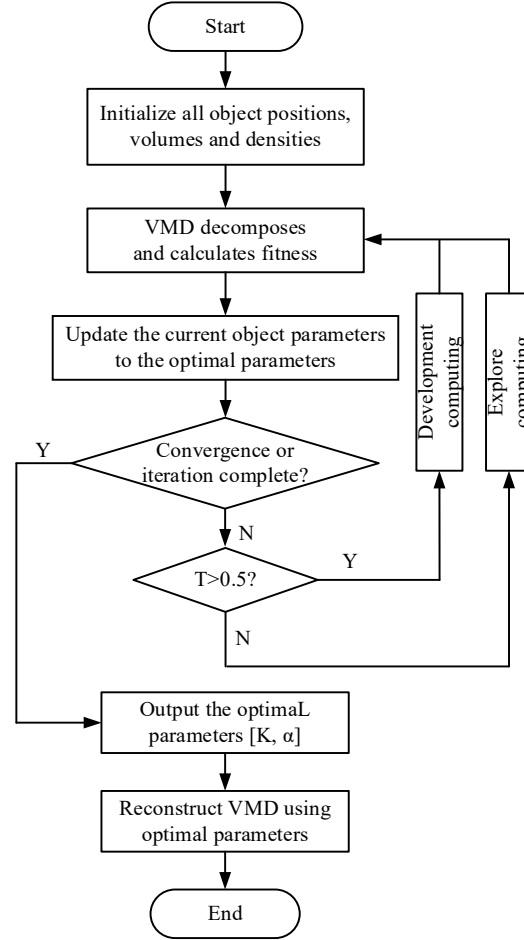 Start
Initialize all object positions,
volumes and densities
VMD decomposes
and calculates fitness
Update the current object parameters
to the optimal parameters
Development
computing
Explore
computing
Y
Convergence or
iteration complete?
N
T>0.5?
Y
N
Output the optimaL
parameters [K, α]
Reconstruct VMD using
optimal parameters
End